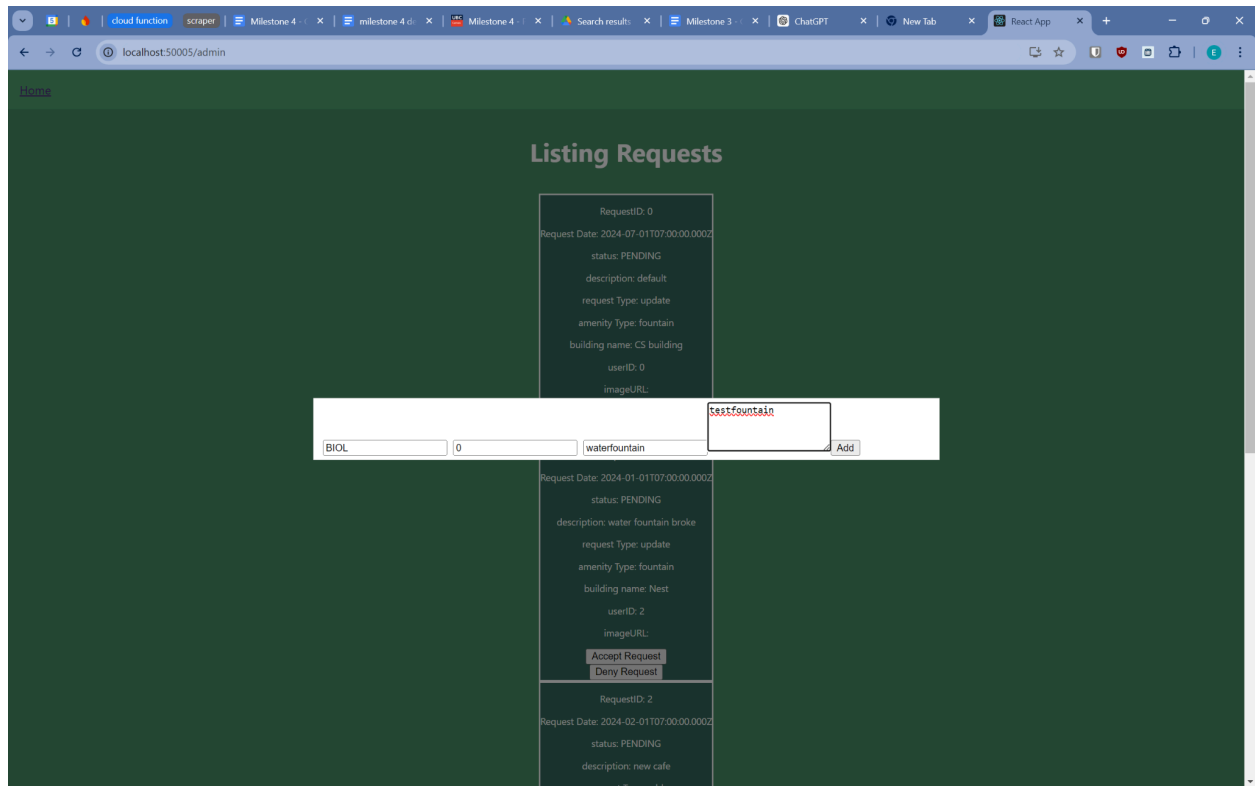 cloud function
scraper
Milestone 4 -
milestone 4 de
Milestone 4 -
Search results
Milestone 3 -
ChatGPT
New Tab
React App
localhost:50005/admin
E
Home
Listing Requests
RequestID: 0
Request Date: 2024-07-01T07:00:00.000Z
status: PENDING
description: default
request Type: update
amenity Type: fountain
building name: CS building
userID: 0
imageURL:
testfountain
BIOL
0
waterfountain
Add
Request Date: 2024-01-01T07:00:00.000Z
status: PENDING
description: water fountain broke
request Type: update
amenity Type: fountain
building name: Nest
userID: 2
imageURL:
Accept Request
Deny Request
RequestID: 2
Request Date: 2024-02-01T07:00:00.000Z
status: PENDING
description: new cafe